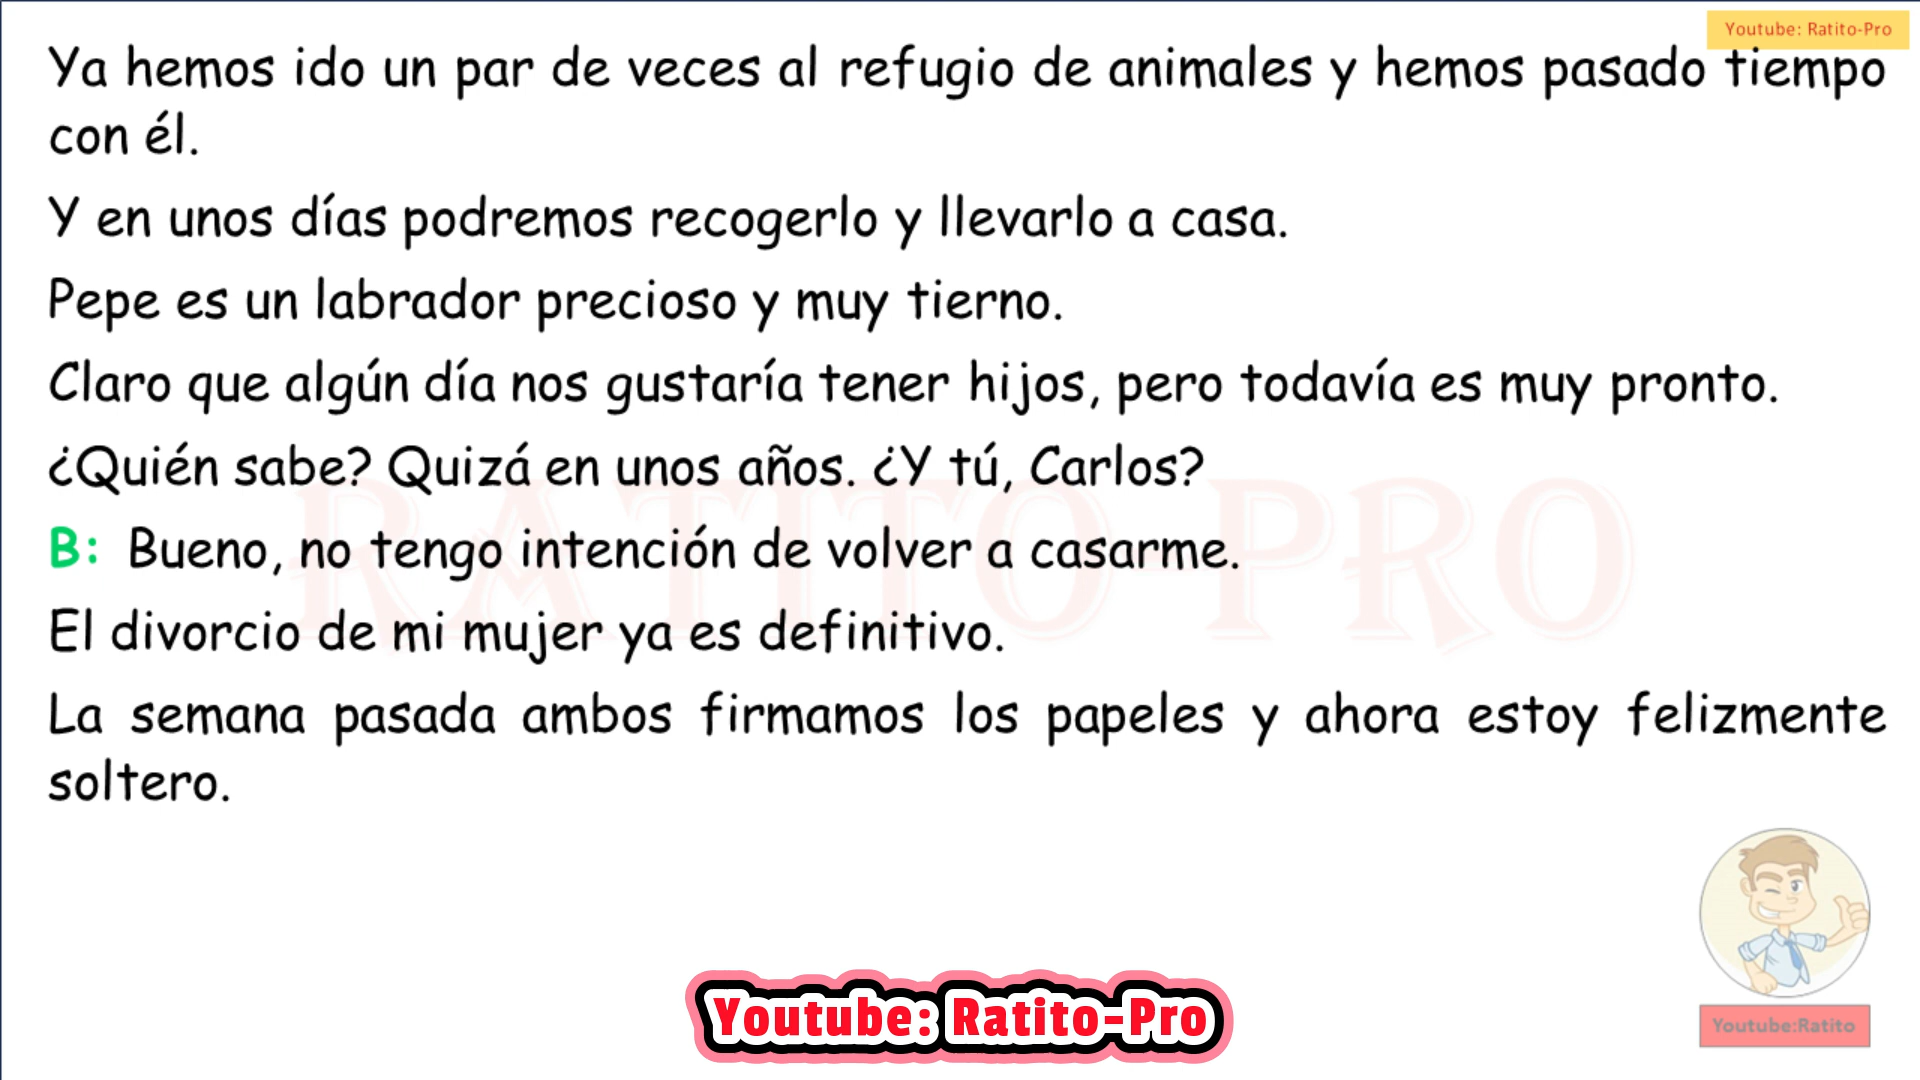 Youtube: Ratito-Pro
Ya hemos ido un par de veces al refugio de animales y hemos pasado tiempo
con él.
Y en unos días podremos recogerlo y llevarlo a casa.
Pepe es un labrador precioso y muy tierno.
Claro que algún día nos gustaría tener hijos, pero todavía es muy pronto.
¿Quién sabe? Quizá en unos años. ¿Y tú, Carlos?
RATITO-PRO
B: Bueno, no tengo intención de volver a casarme.
El divorcio de mi mujer ya es definitivo.
La semana pasada ambos firmamos los papeles y ahora estoy felizmente
soltero.
Youtube: Ratito-Pro
Youtube:Ratito